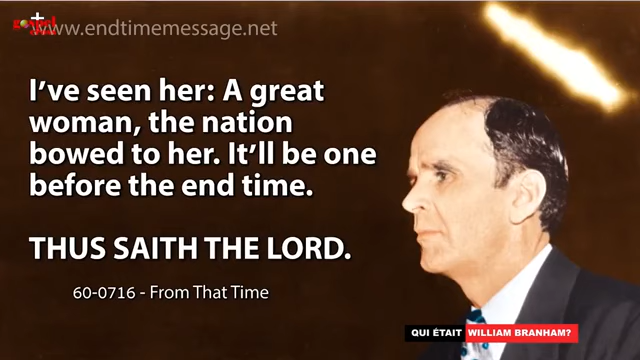 www.endtimemessage.net
I've seen her: A great
woman, the nation
bowed to her. It'll be one
before the end time.
THUS SAITH THE LORD.
60-0716 - From That Time
QUI ÉTAIT WILLIAM BRANHAM?